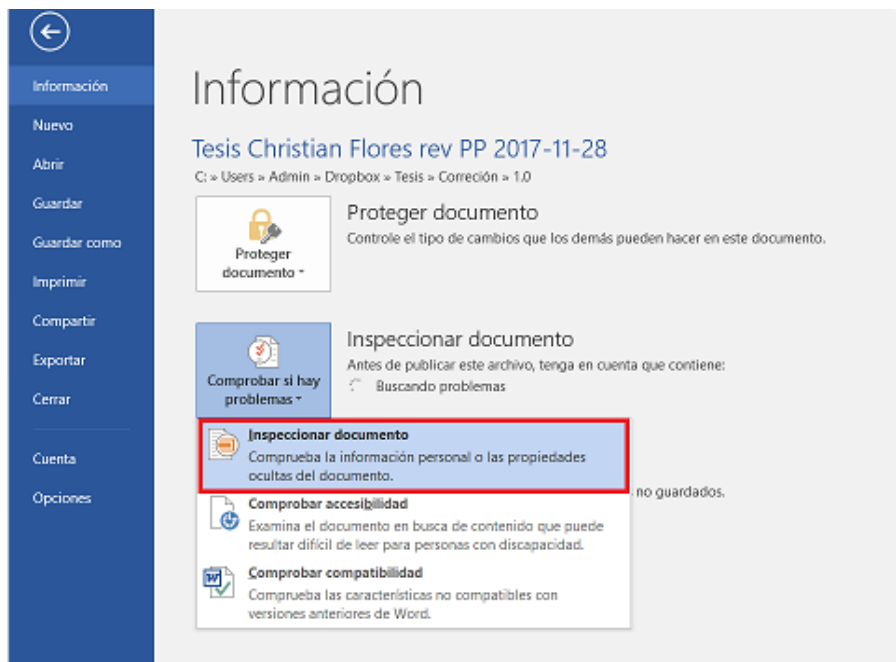 Información
Nuevo
Abrir
Guardar
Guardar como
Imprimir
Compartir
Exportar
Cerrar
Cuenta
Opciones
Información
Tesis Christian Flores rev PP 2017-11-28
C: » Users » Admin » Dropbox » Tesis » Correción » 1.0
Proteger
documento
Proteger documento
Controle el tipo de cambios que los demás pueden hacer en este documento.
Comprobar si hay
problemas
Inspeccionar documento
Antes de publicar este archivo, tenga en cuenta que contiene:
Buscando problemas
Inspeccionar documento
Comprueba la información personal o las propiedades
ocultas del documento.
no guardados.
Comprobar accesibilidad
Examina el documento en busca de contenido que puede
resultar difícil de leer para personas con discapacidad.
Comprobar compatibilidad
Comprueba las características no compatibles con
versiones anteriores de Word.